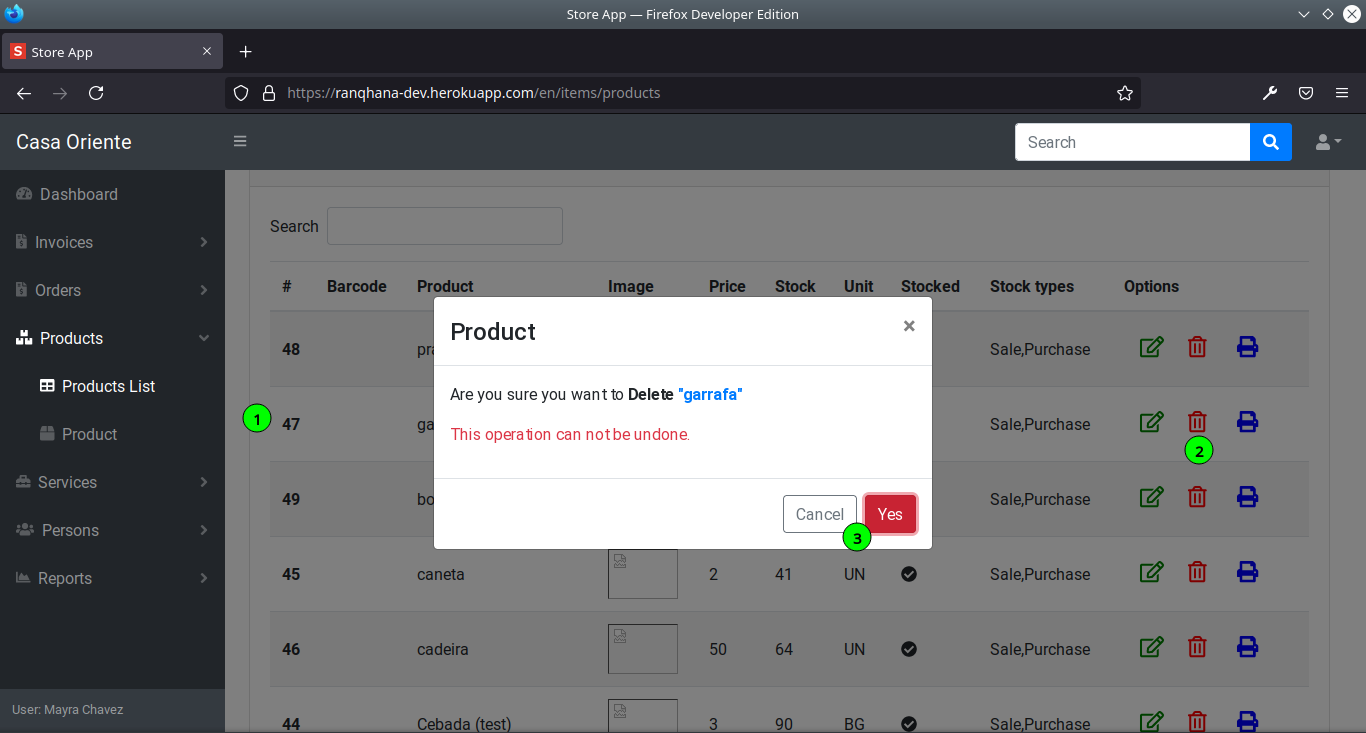 Store App — Firefox Developer Edition
S Store App
https://ranqhana-dev.herokuapp.com/en/items/products
Casa Oriente
Search
Dashboard
Invoices
Orders
Products
Products List
Product
Services
Persons
Reports
User: Mayra Chavez
Search
# Barcode Product Image Price Stock Unit Stocked Stock types Options
48 pra Sale,Purchase
1 47 ga Sale,Purchase
2
49 bo Sale,Purchase
Product ×
Are you sure you want to Delete "garrafa"
This operation can not be undone.
Cancel Yes
3
45 caneta 2 41 UN Sale,Purchase
46 cadeira 50 64 UN Sale,Purchase
44 Cebada (test) 3 90 BG Sale,Purchase